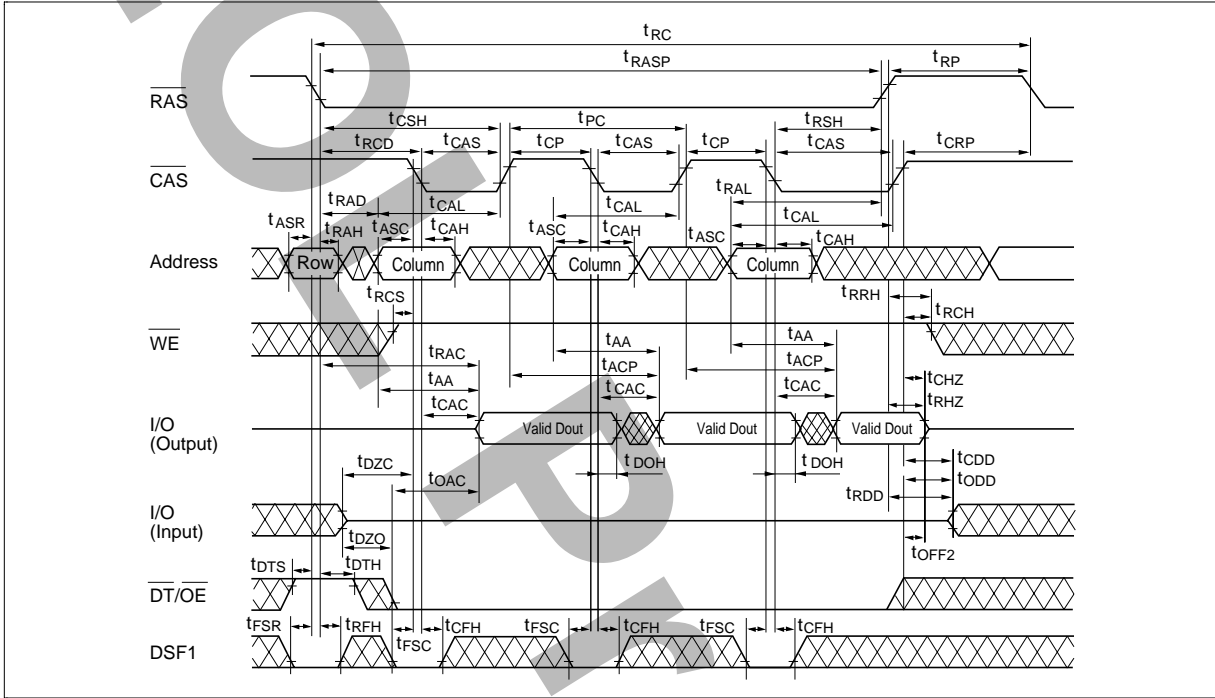 tRC
tRASP tRP
RAS
tCSH tPC tRSH
tRCD tCAS tCP tCAS tCP tCAS tCRP
CAS
tRAD tCAL tCAL tRAL
tCAL
tASR tRAH tASC tCAH tASC tCAH tASC tCAH
Address Row Column Column Column
tRCS tRRH
tRCH
WE
tRAC tAA tAA
tAA tACP tACP
tCAC tCAC tCAC tCHZ
tRHZ
I/O
(Output)
Valid Dout Valid Dout Valid Dout
tDZC tOAC tDOH tDOH tCDD
tODD
tRDD
I/O
(Input)
tDZO tOFF2
tDTS tDTH
DT/OE
tFSR tRFH tFSC tCFH tFSC tCFH tFSC tCFH
DSF1